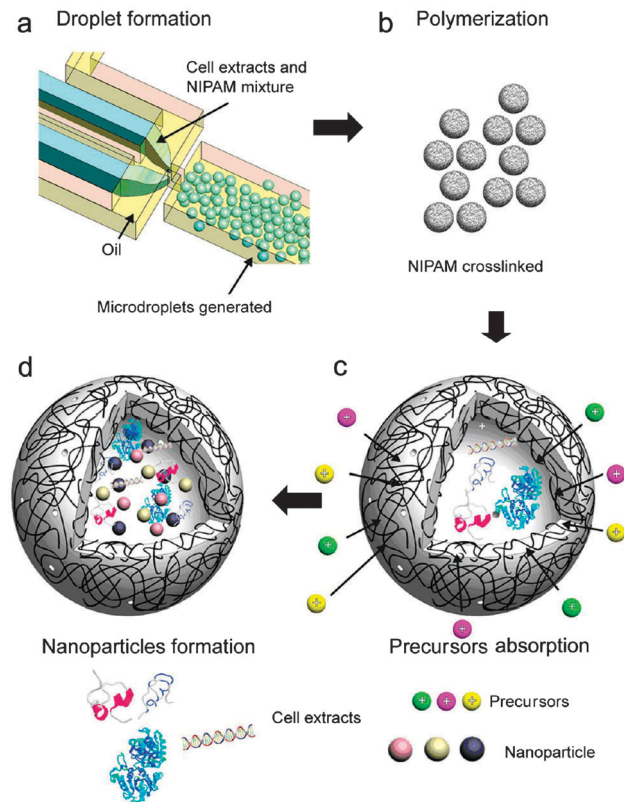 a Droplet formation
Cell extracts and
NIPAM mixture
Oil
Microdroplets generated
b Polymerization
NIPAM crosslinked
d
Nanoparticles formation
c
+
+
+
+
+
+
+
+
+
Precursors absorption
Cell extracts
+ + + Precursors
Nanoparticle